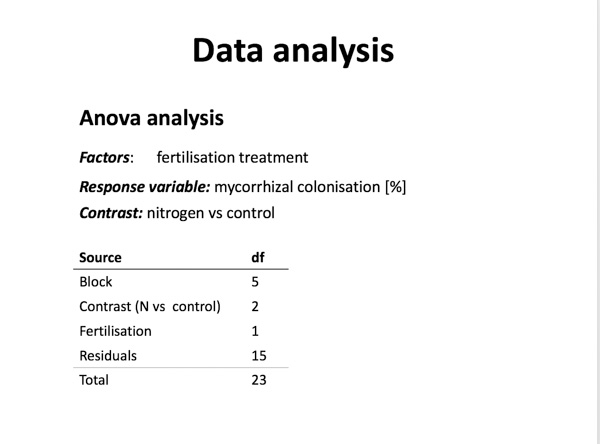 Data analysis
Anova analysis
Factors: fertilisation treatment
Response variable: mycorrhizal colonisation [%]
Contrast: nitrogen vs control
Source df
Block 5
Contrast (N vs control) 2
Fertilisation 1
Residuals 15
Total 23